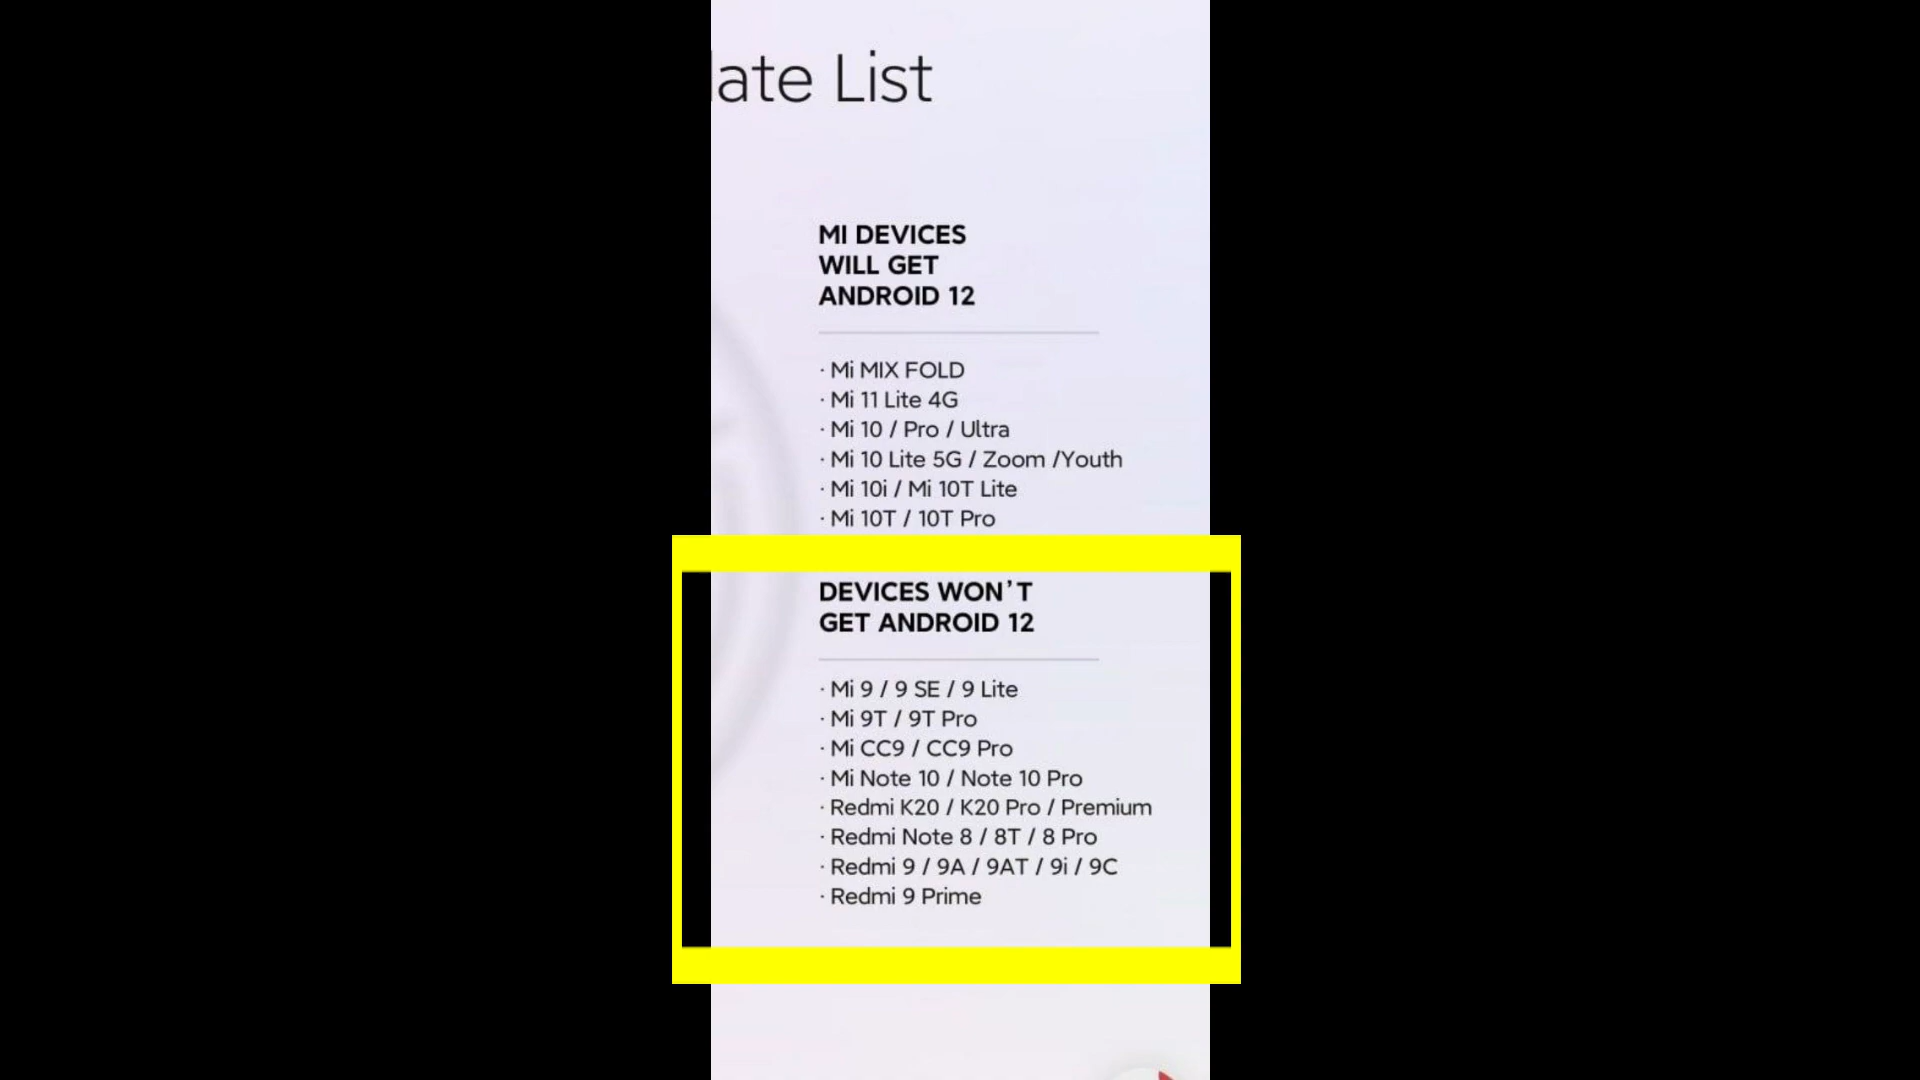 ate List
MI DEVICES
WILL GET
ANDROID 12
· Mi MIX FOLD
· Mi 11 Lite 4G
· Mi 10 / Pro / Ultra
· Mi 10 Lite 5G / Zoom /Youth
· Mi 10i / Mi 10T Lite
· Mi 10T / 10T Pro
DEVICES WON’T
GET ANDROID 12
· Mi 9 / 9 SE / 9 Lite
· Mi 9T / 9T Pro
· Mi CC9 / CC9 Pro
· Mi Note 10 / Note 10 Pro
· Redmi K20 / K20 Pro / Premium
· Redmi Note 8 / 8T / 8 Pro
· Redmi 9 / 9A / 9AT / 9i / 9C
· Redmi 9 Prime